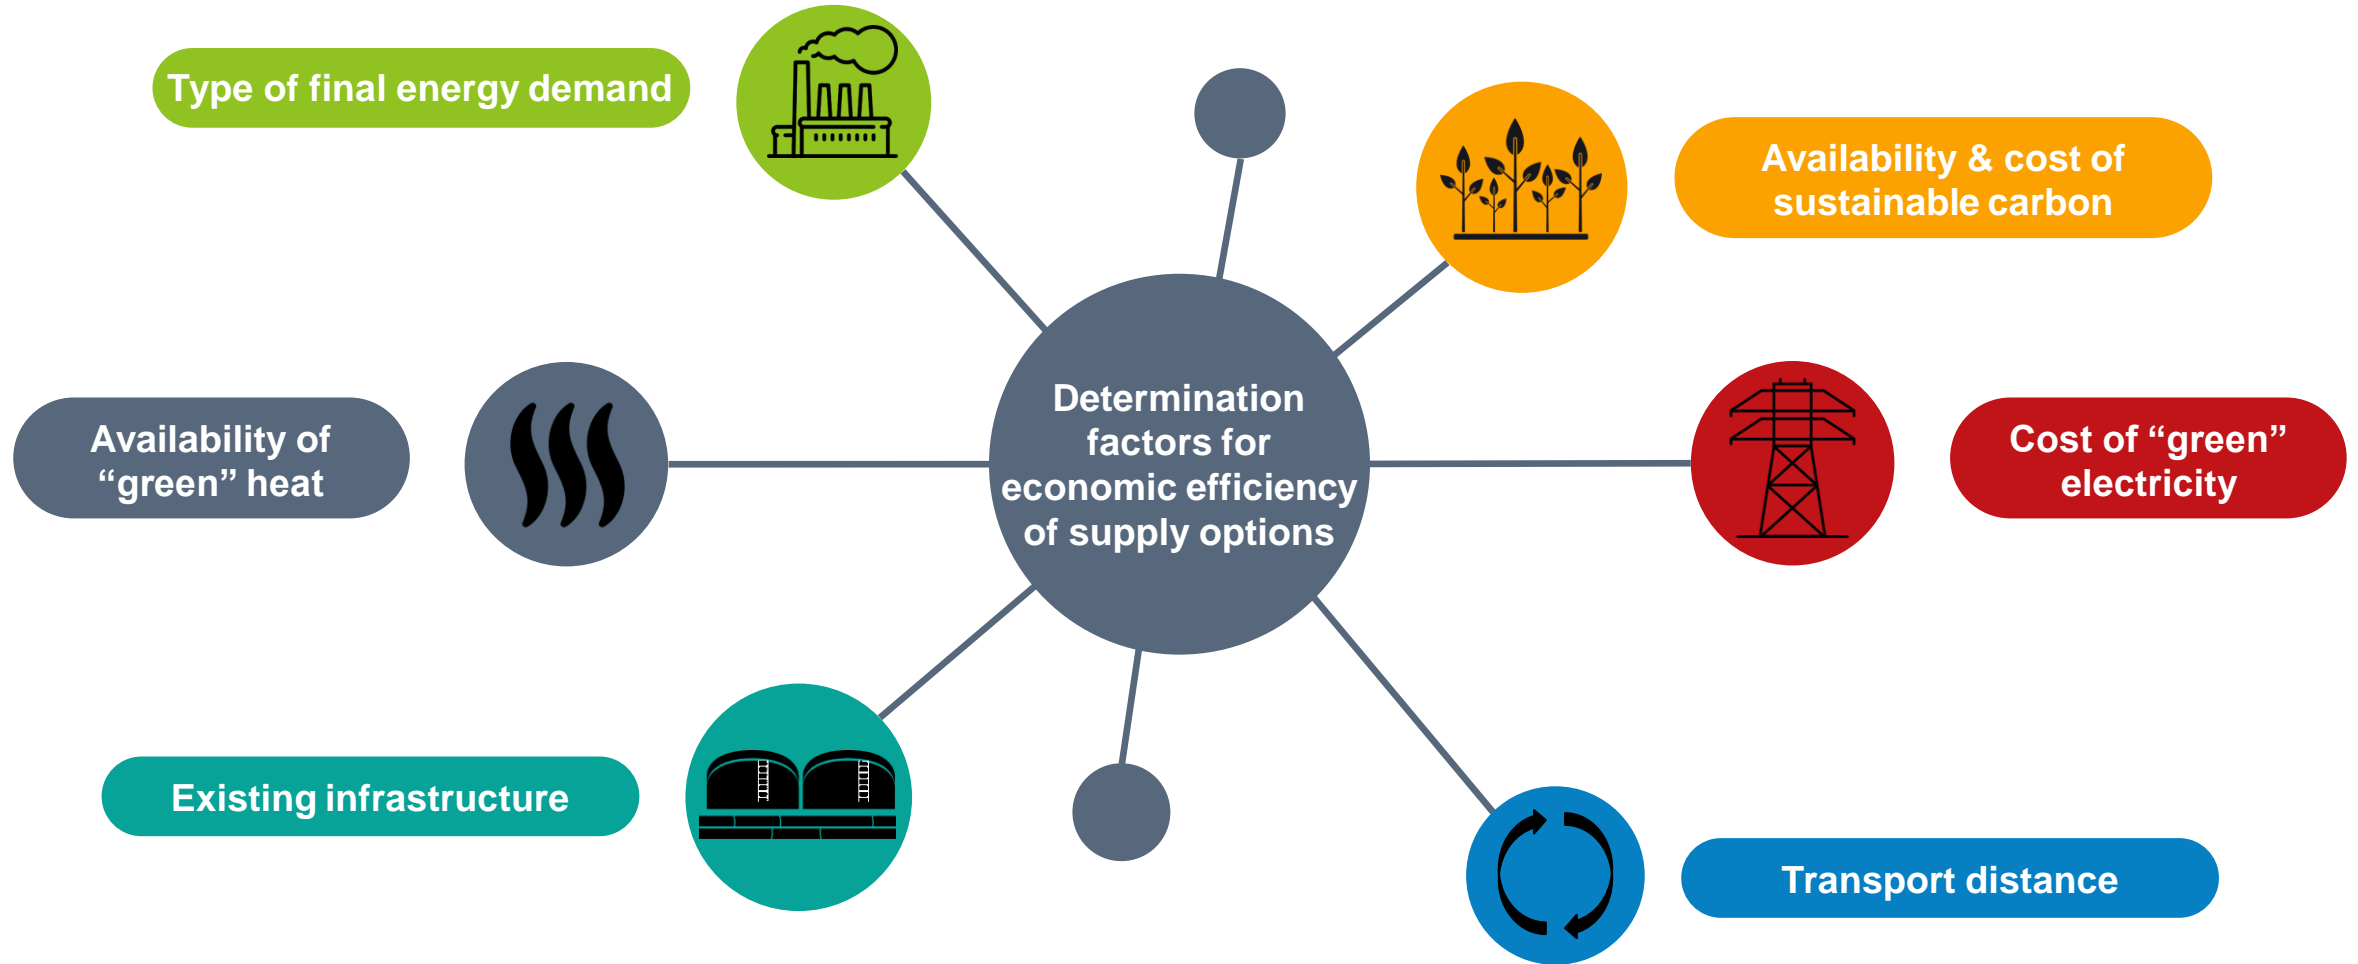 Type of final energy demand
Availability & cost of
sustainable carbon
Determination
factors for
economic efficiency
of supply options
Availability of
“green” heat
Cost of “green”
electricity
Existing infrastructure
Transport distance